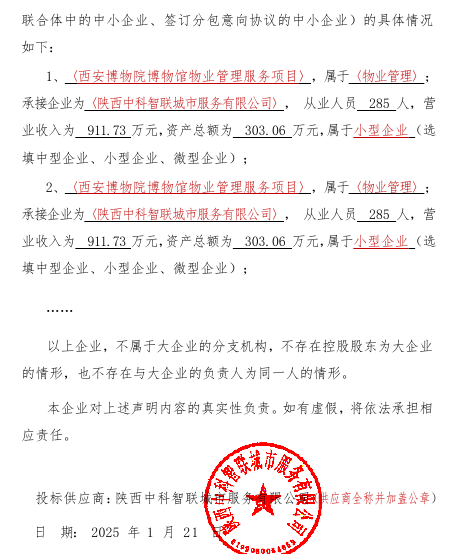 联合体中的中小企业、签订分包意向协议的中小企业）的具体情况
如下：
1、（西安博物院博物馆物业管理服务项目），属于（物业管理）；
承接企业为（陕西中科智联城市服务有限公司）， 从业人员 285 人，营
业收入为 911.73 万元，资产总额为 303.06 万元，属于小型企业（选
填中型企业、小型企业、微型企业）；
2、（西安博物院博物馆物业管理服务项目），属于（物业管理）；
承接企业为（陕西中科智联城市服务有限公司）， 从业人员 285 人，营
业收入为 911.73 万元，资产总额为 303.06 万元，属于小型企业（选
填中型企业、小型企业、微型企业）；
……
以上企业，不属于大企业的分支机构，不存在控股股东为大企业
的情形，也不存在与大企业的负责人为同一人的情形。
本企业对上述声明内容的真实性负责。如有虚假，将依法承担相
应责任。
陕西中科智联城市服务有限公司
投标供应商：陕西中科智联城市服务有限公司（供应商全称并加盖公章）
日 期： 2025 年 1 月 21 日